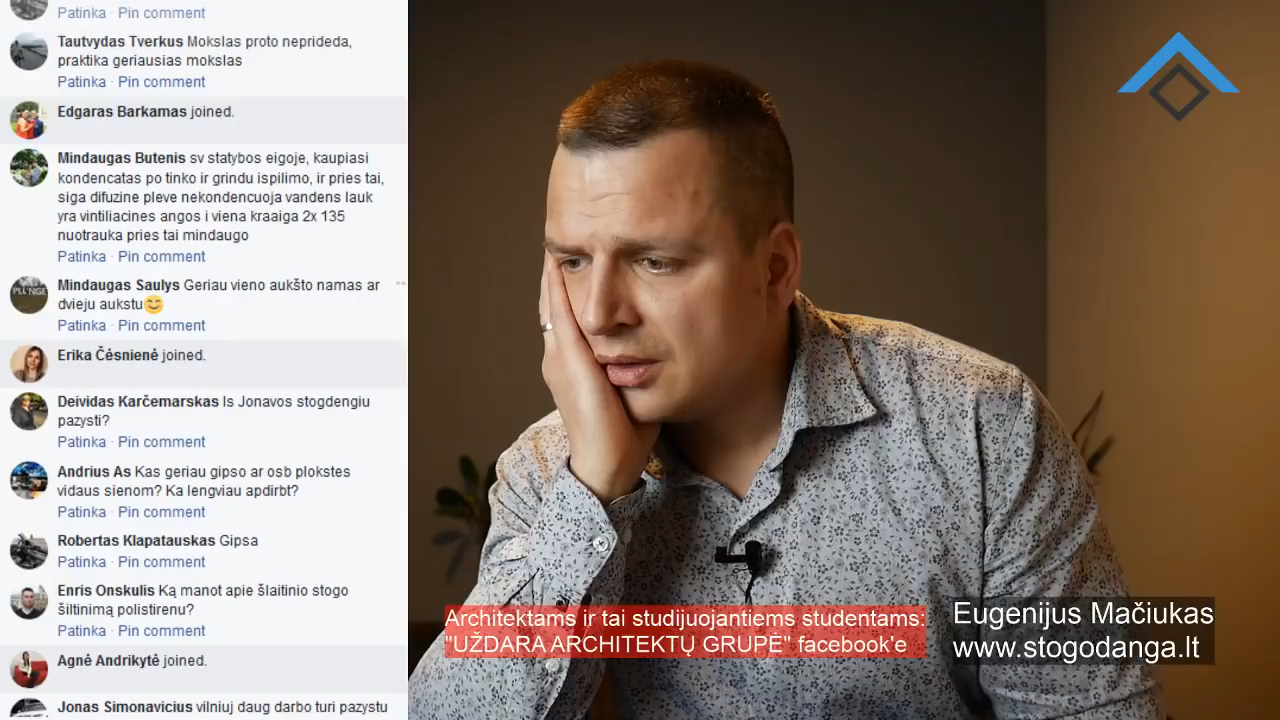 Patinka · Pin comment
Tautvydas Tverkus Mokslas proto neprideda,
praktika geriausias mokslas
Patinka · Pin comment
Edgaras Barkamas joined.
Mindaugas Butenis sv statybos eigoje, kaupiasi
kondencatas po tinko ir grindu ispilimo, ir pries tai,
siga difuzine pleve nekondencuoja vandens lauk
yra vintiliacines angos i viena kraaiga 2x 135
nuotrauka pries tai mindaugo
Patinka · Pin comment
Mindaugas Saulys Geriau vieno aukšto namas ar
dvieju aukstu
Patinka · Pin comment
Erika Čėsnienė joined.
Deividas Karčemarskas Is Jonavos stogdengiu
pazysti?
Patinka · Pin comment
Andrius As Kas geriau gipso ar osb plokstes
vidaus sienom? Ka lengviau apdirbt?
Patinka · Pin comment
Robertas Klapatauskas Gipsa
Patinka · Pin comment
Enris Onskulis Ką manot apie šlaitinio stogo
šiltinimą polistirenu?
Patinka · Pin comment
Agnė Andrikytė joined.
Jonas Simonavicius vilniuj daug darbo turi pazystu
Architektams ir tai studijuojantiems studentams:
"UŽDARA ARCHITEKTŲ GRUPĖ" facebook'e
Eugenijus Mačiukas
www.stogodanga.lt